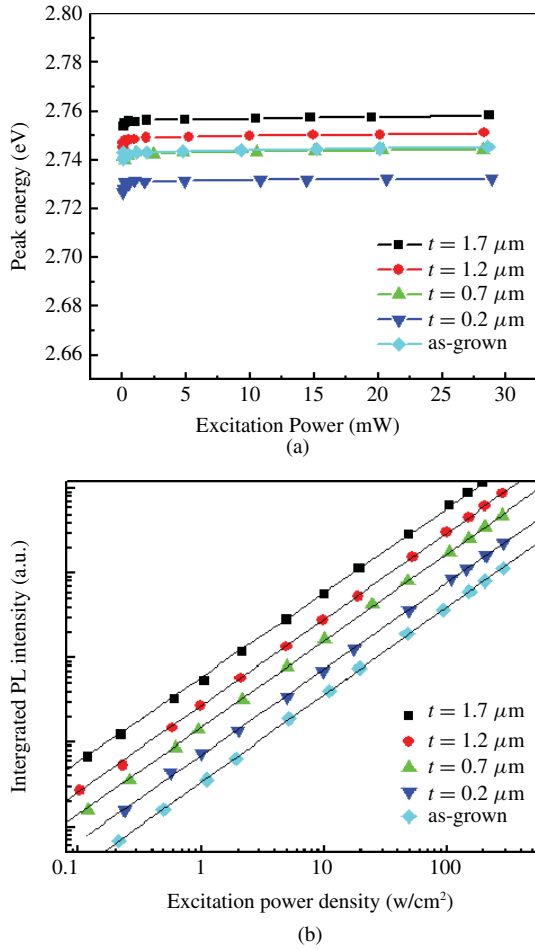 2.80
2.78
2.76
2.74
2.72
2.70
2.68
2.66
Peak energy (eV)
t = 1.7 μm
t = 1.2 μm
t = 0.7 μm
t = 0.2 μm
as-grown
0 5 10 15 20 25 30
Excitation Power (mW)
(a)
Intergrated PL intensity (a.u.)
t = 1.7 μm
t = 1.2 μm
t = 0.7 μm
t = 0.2 μm
as-grown
0.1 1 10 100
Excitation power density (w/cm²)
(b)